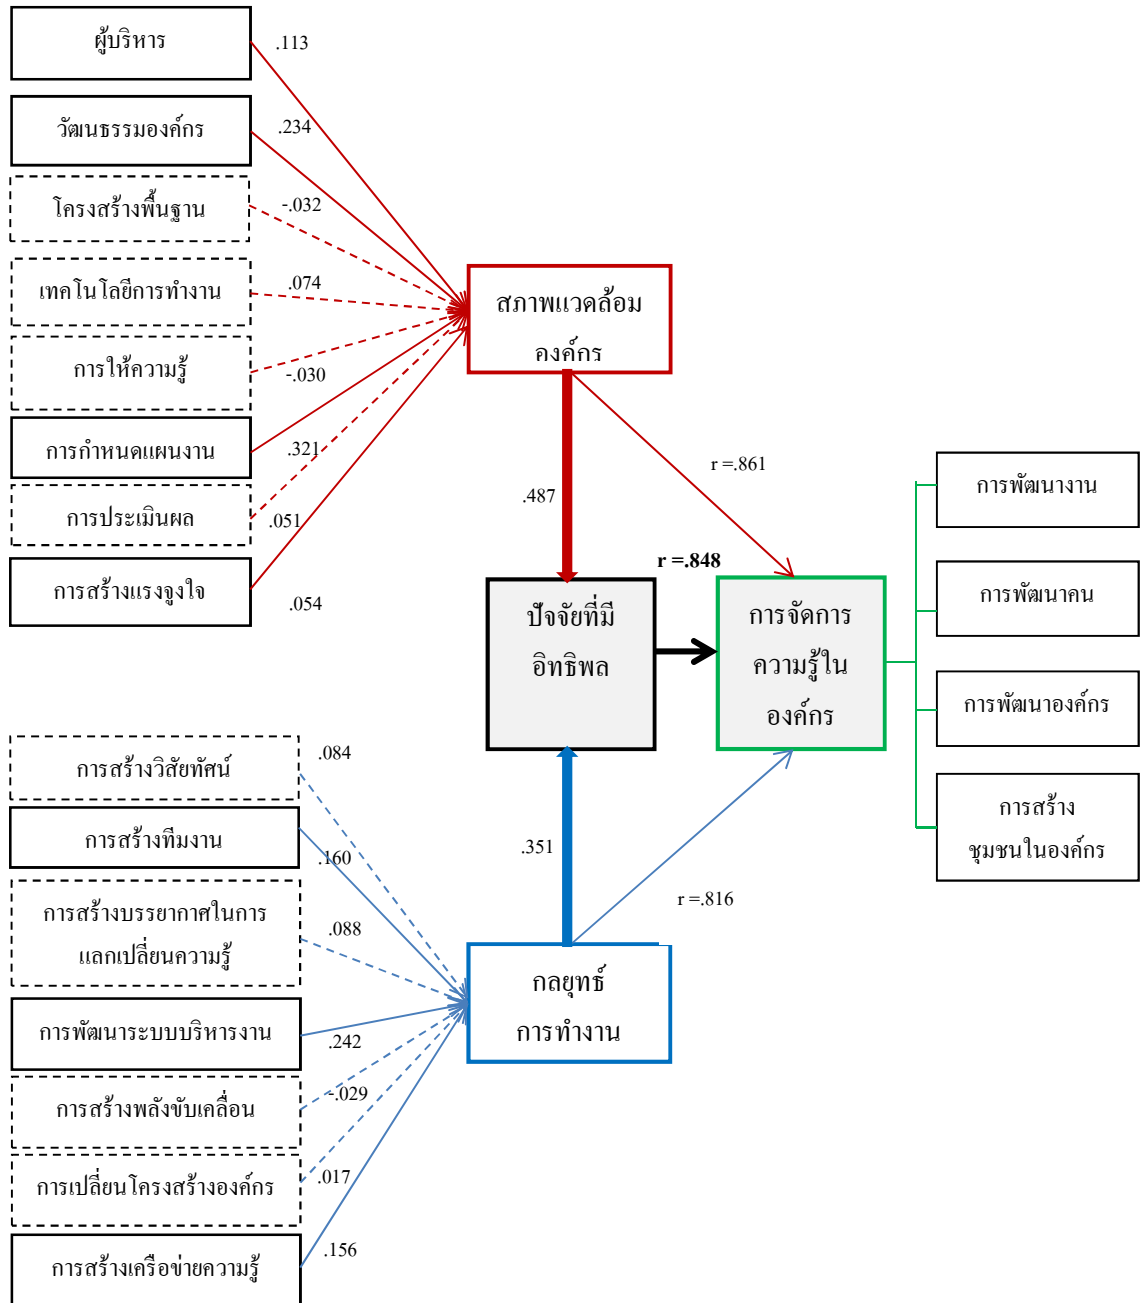 ผู้บริหาร
.113
วัฒนธรรมองค์กร
.234
โครงสร้างพื้นฐาน
-.032
เทคโนโลยีการทำงาน
.074
การให้ความรู้
-.030
การกำหนดแผนงาน
.321
การประเมินผล
.051
การสร้างแรงจูงใจ
.054
สภาพแวดล้อม
องค์กร
.487
r =.861
r =.848
ปัจจัยที่มี
อิทธิพล
การจัดการ
ความรู้ใน
องค์กร
การพัฒนางาน
การพัฒนาคน
การพัฒนาองค์กร
การสร้าง
ชุมชนในองค์กร
การสร้างวิสัยทัศน์
.084
การสร้างทีมงาน
.160
การสร้างบรรยากาศในการ
แลกเปลี่ยนความรู้
.088
การพัฒนาระบบบริหารงาน
.242
การสร้างพลังขับเคลื่อน
-.029
การเปลี่ยนโครงสร้างองค์กร
.017
การสร้างเครือข่ายความรู้
.156
.351
r =.816
กลยุทธ์
การทำงาน